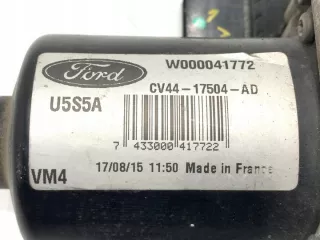 Ford
W000041772
U5S5A
CV44-17504-AD
7 433000 417722
VM4
17/08/15 11:50 Made in France